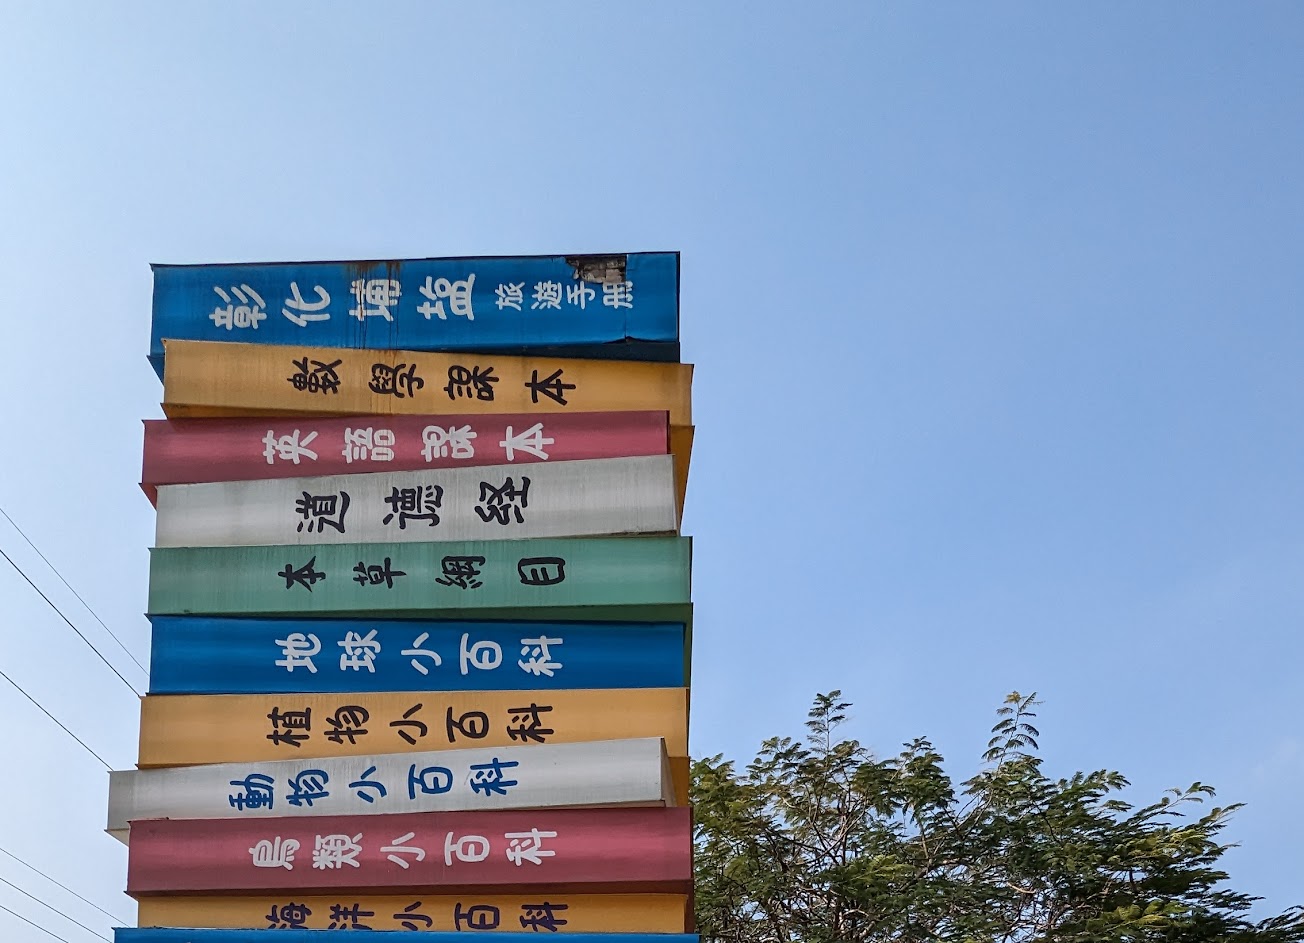 彰化埔鹽 旅遊手冊
數學課本
英語課本
道德経
本草綱目
地球小百科
植物小百科
動物小百科
鳥類小百科
海洋小百科